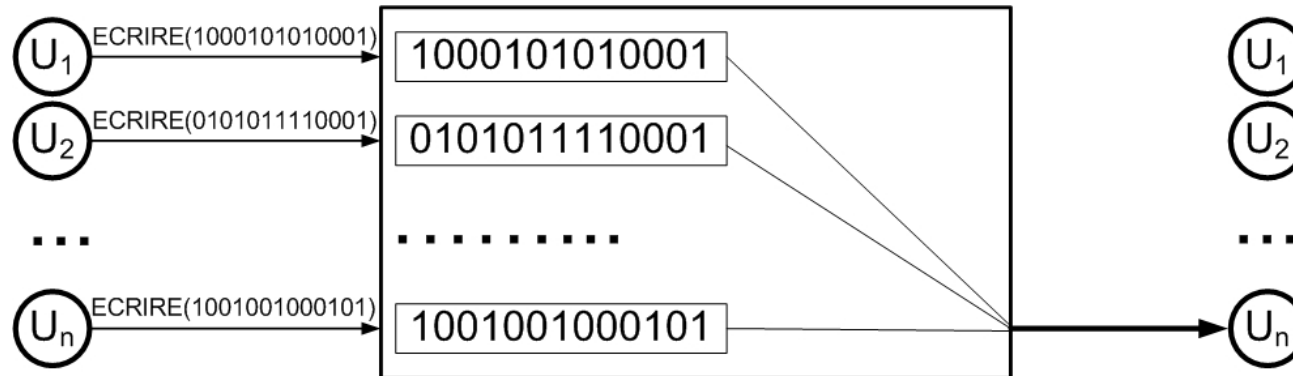 U1 ECRIRE(1000101010001) 1000101010001 U1
U2 ECRIRE(0101011110001) 0101011110001 U2
... .......... ...
Un ECRIRE(1001001000101) 1001001000101 Un